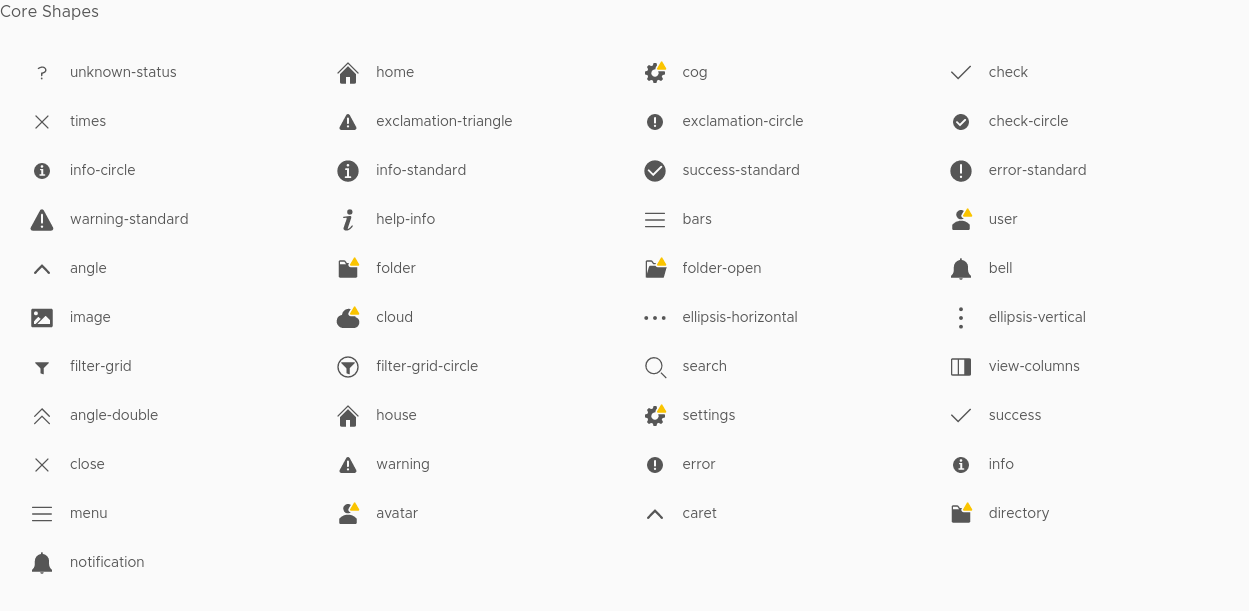 Core Shapes
unknown-status home cog check
times exclamation-triangle exclamation-circle check-circle
info-circle info-standard success-standard error-standard
warning-standard help-info bars user
angle folder folder-open bell
image cloud ellipsis-horizontal ellipsis-vertical
filter-grid filter-grid-circle search view-columns
angle-double house settings success
close warning error info
menu avatar caret directory
notification